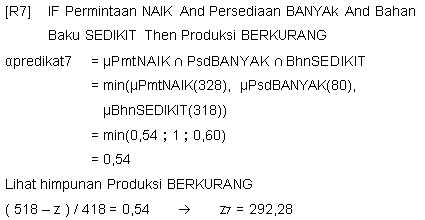 [R7] IF Permintaan NAIK And Persediaan BANYAk And Bahan
Baku SEDIKIT Then Produksi BERKURANG
αpredikat7 = µPmtNAIK ∩ PsdBANYAK ∩ BhnSEDIKIT
= min(µPmtNAIK(328), µPsdBANYAK(80),
µBhnSEDIKIT(318))
= min(0,54 ; 1 ; 0,60)
= 0,54
Lihat himpunan Produksi BERKURANG
( 518 – z ) / 418 = 0,54 → z₇ = 292,28